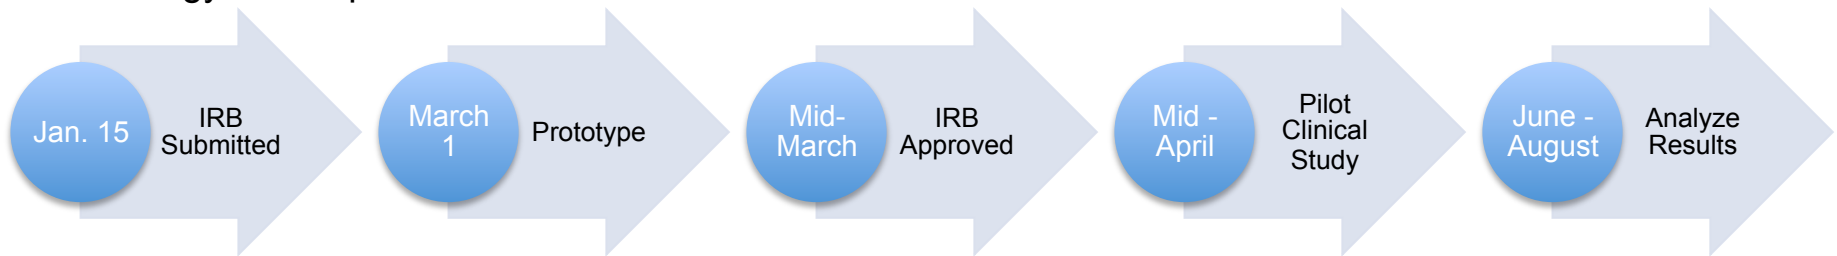 Jan. 15
IRB
Submitted
March
1
Prototype
Mid-
March
IRB
Approved
Mid -
April
Pilot
Clinical
Study
June -
August
Analyze
Results